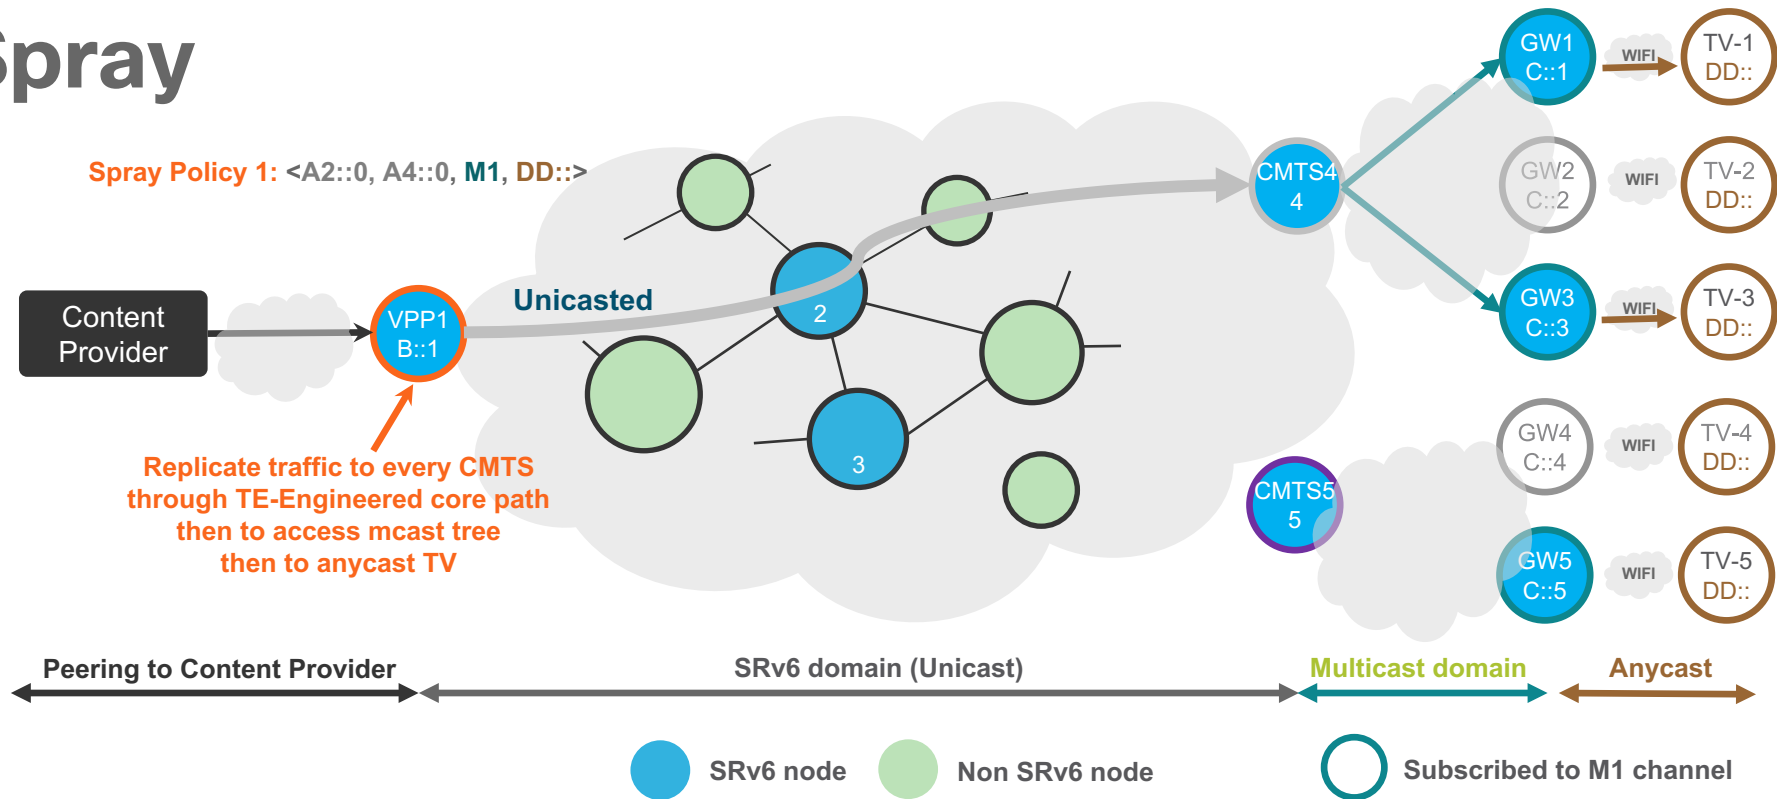 Spray
Spray Policy 1: <A2::0, A4::0, M1, DD::>
Content
Provider
VPP1
B::1
Unicasted
2
3
CMTS4
4
CMTS5
5
GW1
C::1
WIFI
TV-1
DD::
GW2
C::2
WIFI
TV-2
DD::
GW3
C::3
WIFI
TV-3
DD::
GW4
C::4
WIFI
TV-4
DD::
GW5
C::5
WIFI
TV-5
DD::
Replicate traffic to every CMTS
through TE-Engineered core path
then to access mcast tree
then to anycast TV
Peering to Content Provider
SRv6 domain (Unicast)
Multicast domain
Anycast
SRv6 node
Non SRv6 node
Subscribed to M1 channel